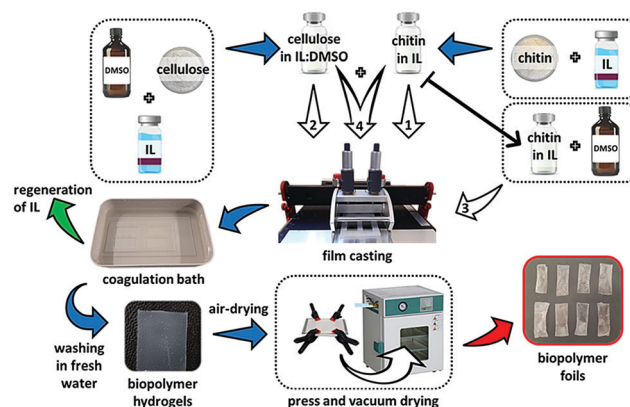 DMSO
cellulose
+
IL
cellulose
in IL:DMSO
+
chitin
in IL
chitin
+
IL
2
4
1
chitin
in IL
+
DMSO
3
regeneration
of IL
film casting
coagulation bath
washing
in fresh
water
biopolymer
hydrogels
air-drying
press and vacuum drying
biopolymer
foils